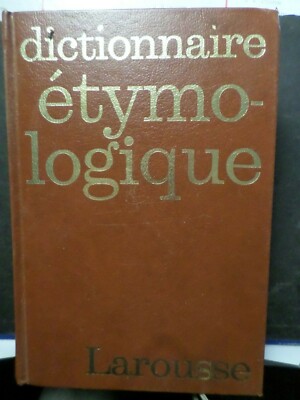 dictionnaire
étymo-
logique
Larousse